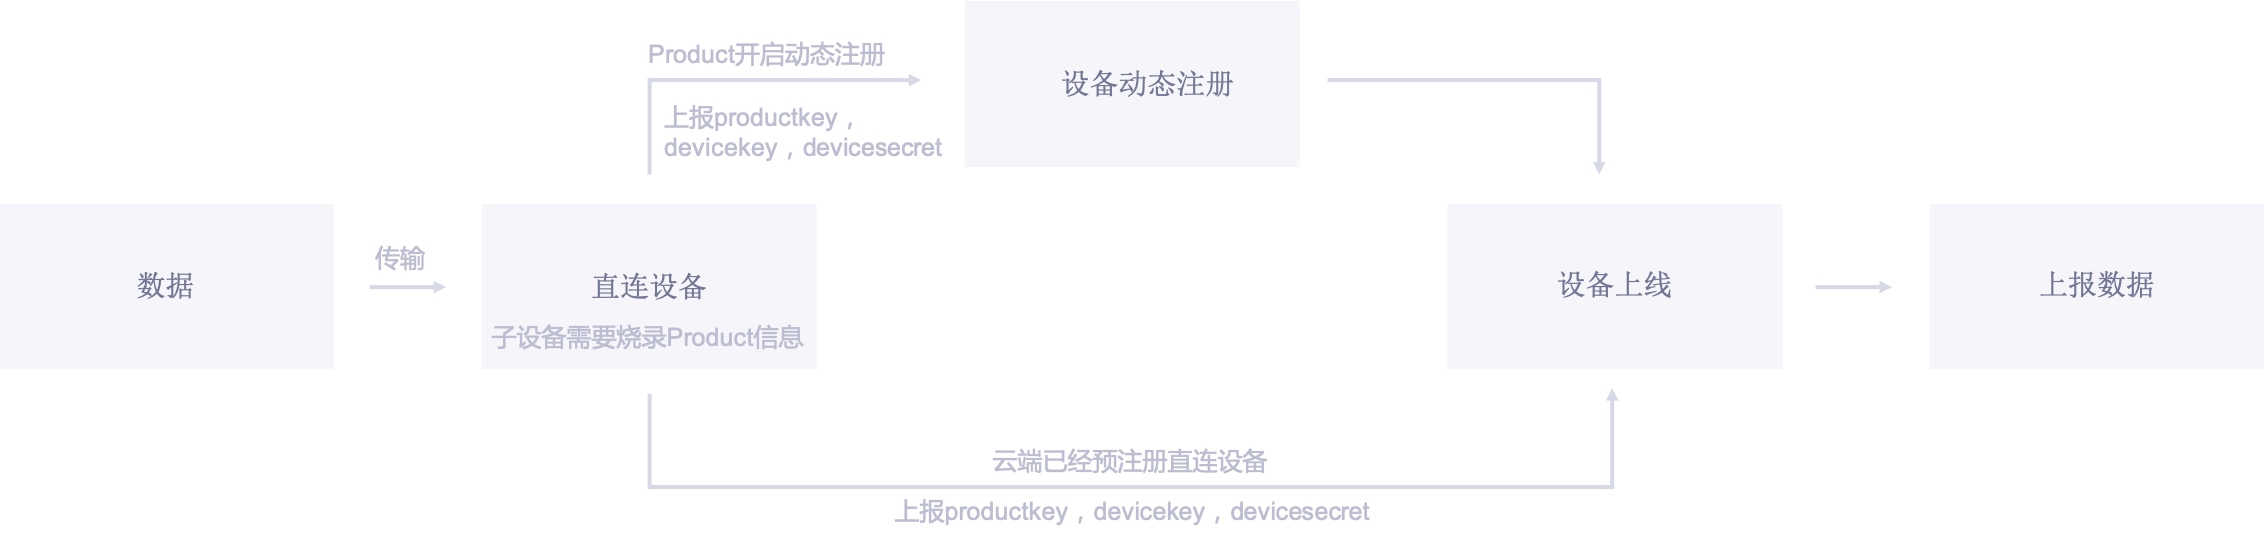 Product开启动态注册
上报productkey，
devicekey，devicesecret
设备动态注册
数据
传输
直连设备
子设备需要烧录Product信息
设备上线
上报数据
云端已经预注册直连设备
上报productkey，devicekey，devicesecret